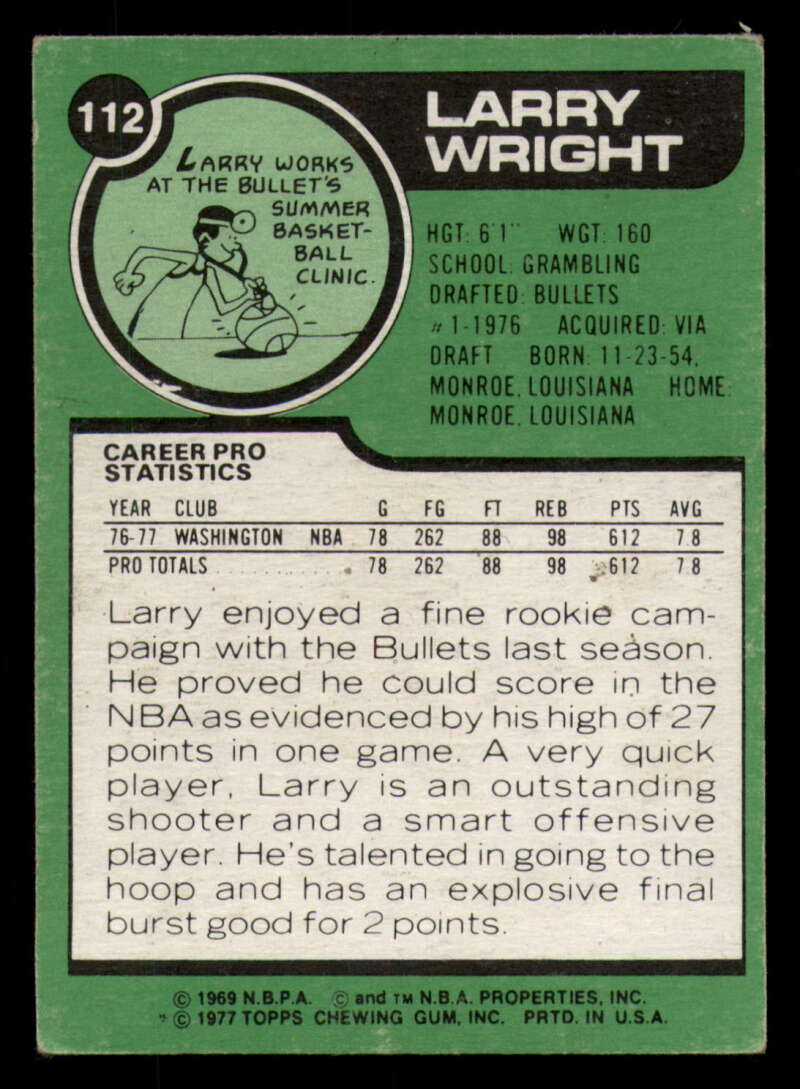 112
LARRY
WRIGHT
LARRY WORKS
AT THE BULLET'S
SUMMER
BASKET-
BALL
CLINIC.
HGT: 6'1" WGT: 160
SCHOOL: GRAMBLING
DRAFTED: BULLETS
#1-1976 ACQUIRED: VIA
DRAFT BORN: 11-23-54,
MONROE, LOUISIANA HOME:
MONROE, LOUISIANA
CAREER PRO
STATISTICS
YEAR CLUB G FG FT REB PTS AVG
76-77 WASHINGTON NBA 78 262 88 98 612 7.8
PRO TOTALS . . . . . . . . . . . . 78 262 88 98 612 7.8
Larry enjoyed a fine rookie cam-
paign with the Bullets last season.
He proved he could score in the
NBA as evidenced by his high of 27
points in one game. A very quick
player, Larry is an outstanding
shooter and a smart offensive
player. He's talented in going to the
hoop and has an explosive final
burst good for 2 points.
© 1969 N.B.P.A. © and TM N.B.A. PROPERTIES, INC.
* © 1977 TOPPS CHEWING GUM, INC. PRTD. IN U.S.A.